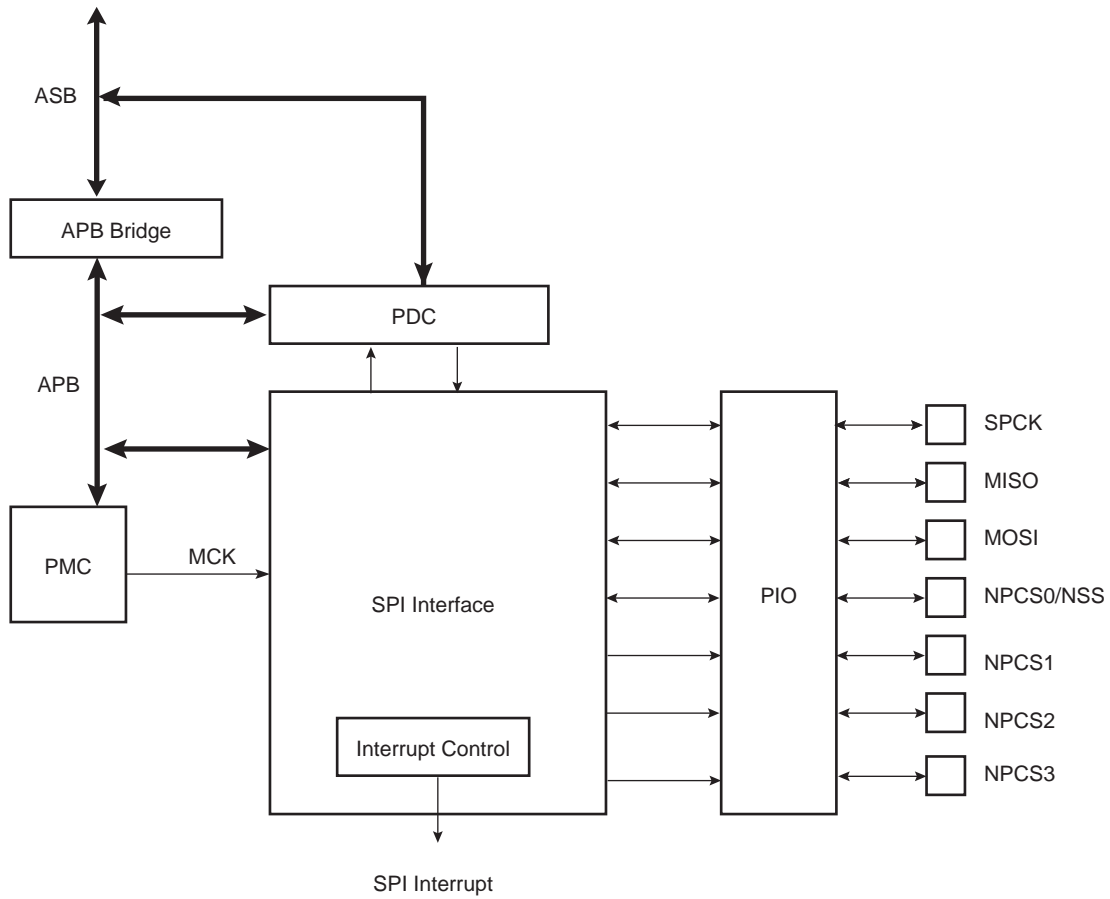 ASB
APB Bridge
PDC
APB
SPCK
MISO
MOSI
PMC
MCK
SPI Interface
PIO
NPCS0/NSS
NPCS1
NPCS2
Interrupt Control
NPCS3
SPI Interrupt